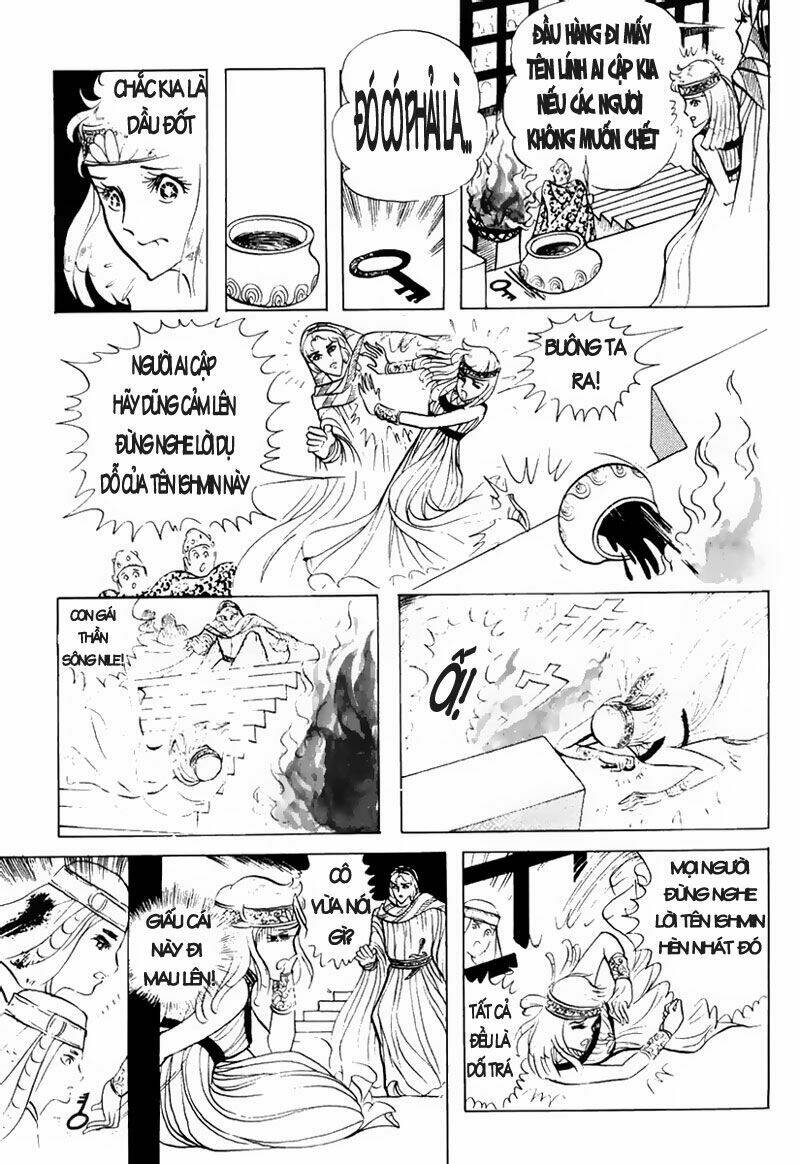 ĐẦU HÀNG ĐI MẤY
TÊN LÍNH AI CẬP KIA
NẾU CÁC NGƯƠI
KHÔNG MUỐN CHẾT
ĐÓ CÓ PHẢI LÀ...
CHẮC KIA LÀ
DẦU ĐỐT
BUÔNG TA
RA!
NGƯỜI AI CẬP
HÃY DŨNG CẢM LÊN
ĐỪNG NGHE LỜI DỤ
DỖ CỦA TÊN ISHMIN NÀY
Ấ!
CON GÁI
THẦN
SÔNG NILE!
MỌI NGƯỜI
ĐỪNG NGHE
LỜI TÊN ISHMIN
HÈN NHÁT ĐÓ
TẤT CẢ
ĐỀU LÀ
DỐI TRÁ
CÔ
VỪA NÓI
GÌ?
GIẤU CÁI
NÀY ĐI
MAU LÊN!